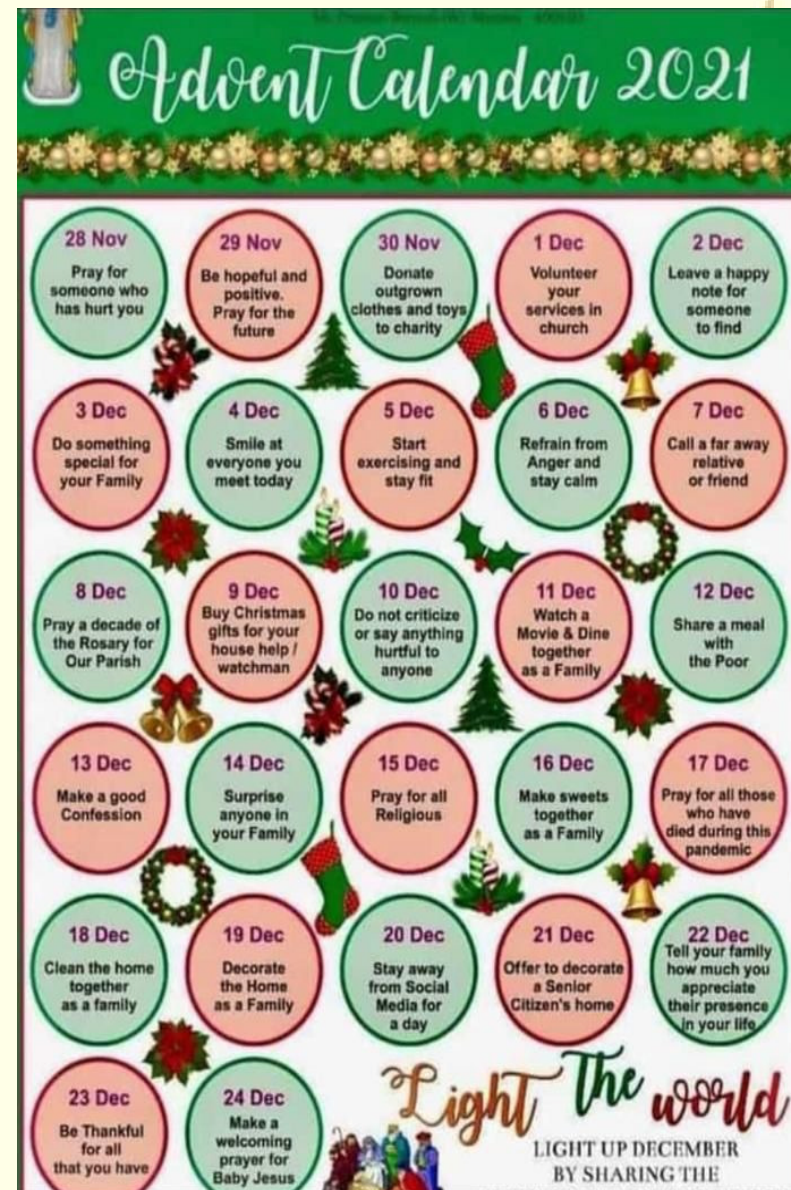 Advent Calendar 2021
28 Nov
Pray for
someone who
has hurt you
29 Nov
Be hopeful and
positive.
Pray for the
future
30 Nov
Donate
outgrown
clothes and toys
to charity
1 Dec
Volunteer
your
services in
church
2 Dec
Leave a happy
note for
someone
to find
3 Dec
Do something
special for
your Family
4 Dec
Smile at
everyone you
meet today
5 Dec
Start
exercising and
stay fit
6 Dec
Refrain from
Anger and
stay calm
7 Dec
Call a far away
relative
or friend
8 Dec
Pray a decade of
the Rosary for
Our Parish
9 Dec
Buy Christmas
gifts for your
house help /
watchman
10 Dec
Do not criticize
or say anything
hurtful to
anyone
11 Dec
Watch a
Movie & Dine
together
as a Family
12 Dec
Share a meal
with
the Poor
13 Dec
Make a good
Confession
14 Dec
Surprise
anyone in
your Family
15 Dec
Pray for all
Religious
16 Dec
Make sweets
together
as a Family
17 Dec
Pray for all those
who have
died during this
pandemic
18 Dec
Clean the home
together
as a family
19 Dec
Decorate
the Home
as a Family
20 Dec
Stay away
from Social
Media for
a day
21 Dec
Offer to decorate
a Senior
Citizen's home
22 Dec
Tell your family
how much you
appreciate
their presence
in your life
23 Dec
Be Thankful
for all
that you have
24 Dec
Make a
welcoming
prayer for
Baby Jesus
Light the world
LIGHT UP DECEMBER
BY SHARING THE